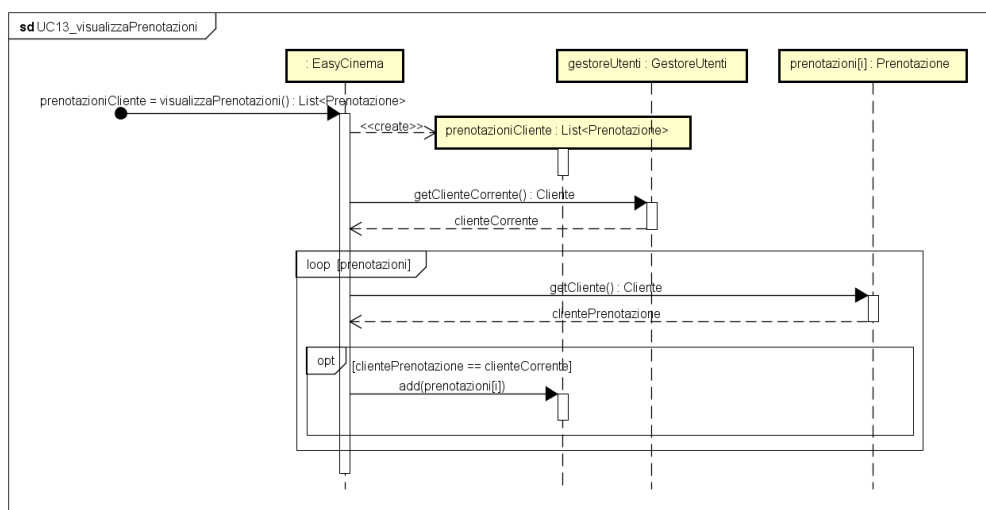 sd UC13_visualizzaPrenotazioni
: EasyCinema
gestoreUtenti : GestoreUtenti
prenotazioni[i] : Prenotazione
prenotazioniCliente = visualizzaPrenotazioni() : List<Prenotazione>
<<create>>
prenotazioniCliente : List<Prenotazione>
getClienteCorrente() : Cliente
clienteCorrente
loop [prenotazioni]
getCliente() : Cliente
clientePrenotazione
opt
[clientePrenotazione == clienteCorrente]
add(prenotazioni[i])